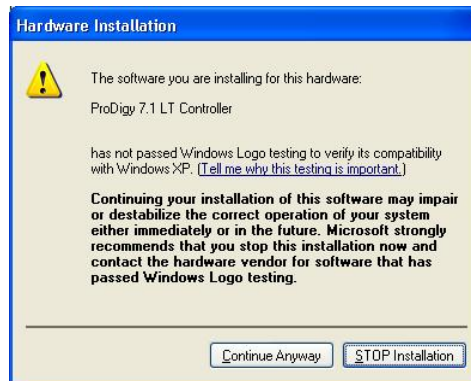 Hardware Installation
The software you are installing for this hardware:
ProDigy 7.1 LT Controller
has not passed Windows Logo testing to verify its compatibility
with Windows XP. (Tell me why this testing is important.)
Continuing your installation of this software may impair
or destabilize the correct operation of your system
either immediately or in the future. Microsoft strongly
recommends that you stop this installation now and
contact the hardware vendor for software that has
passed Windows Logo testing.
Continue Anyway
STOP Installation